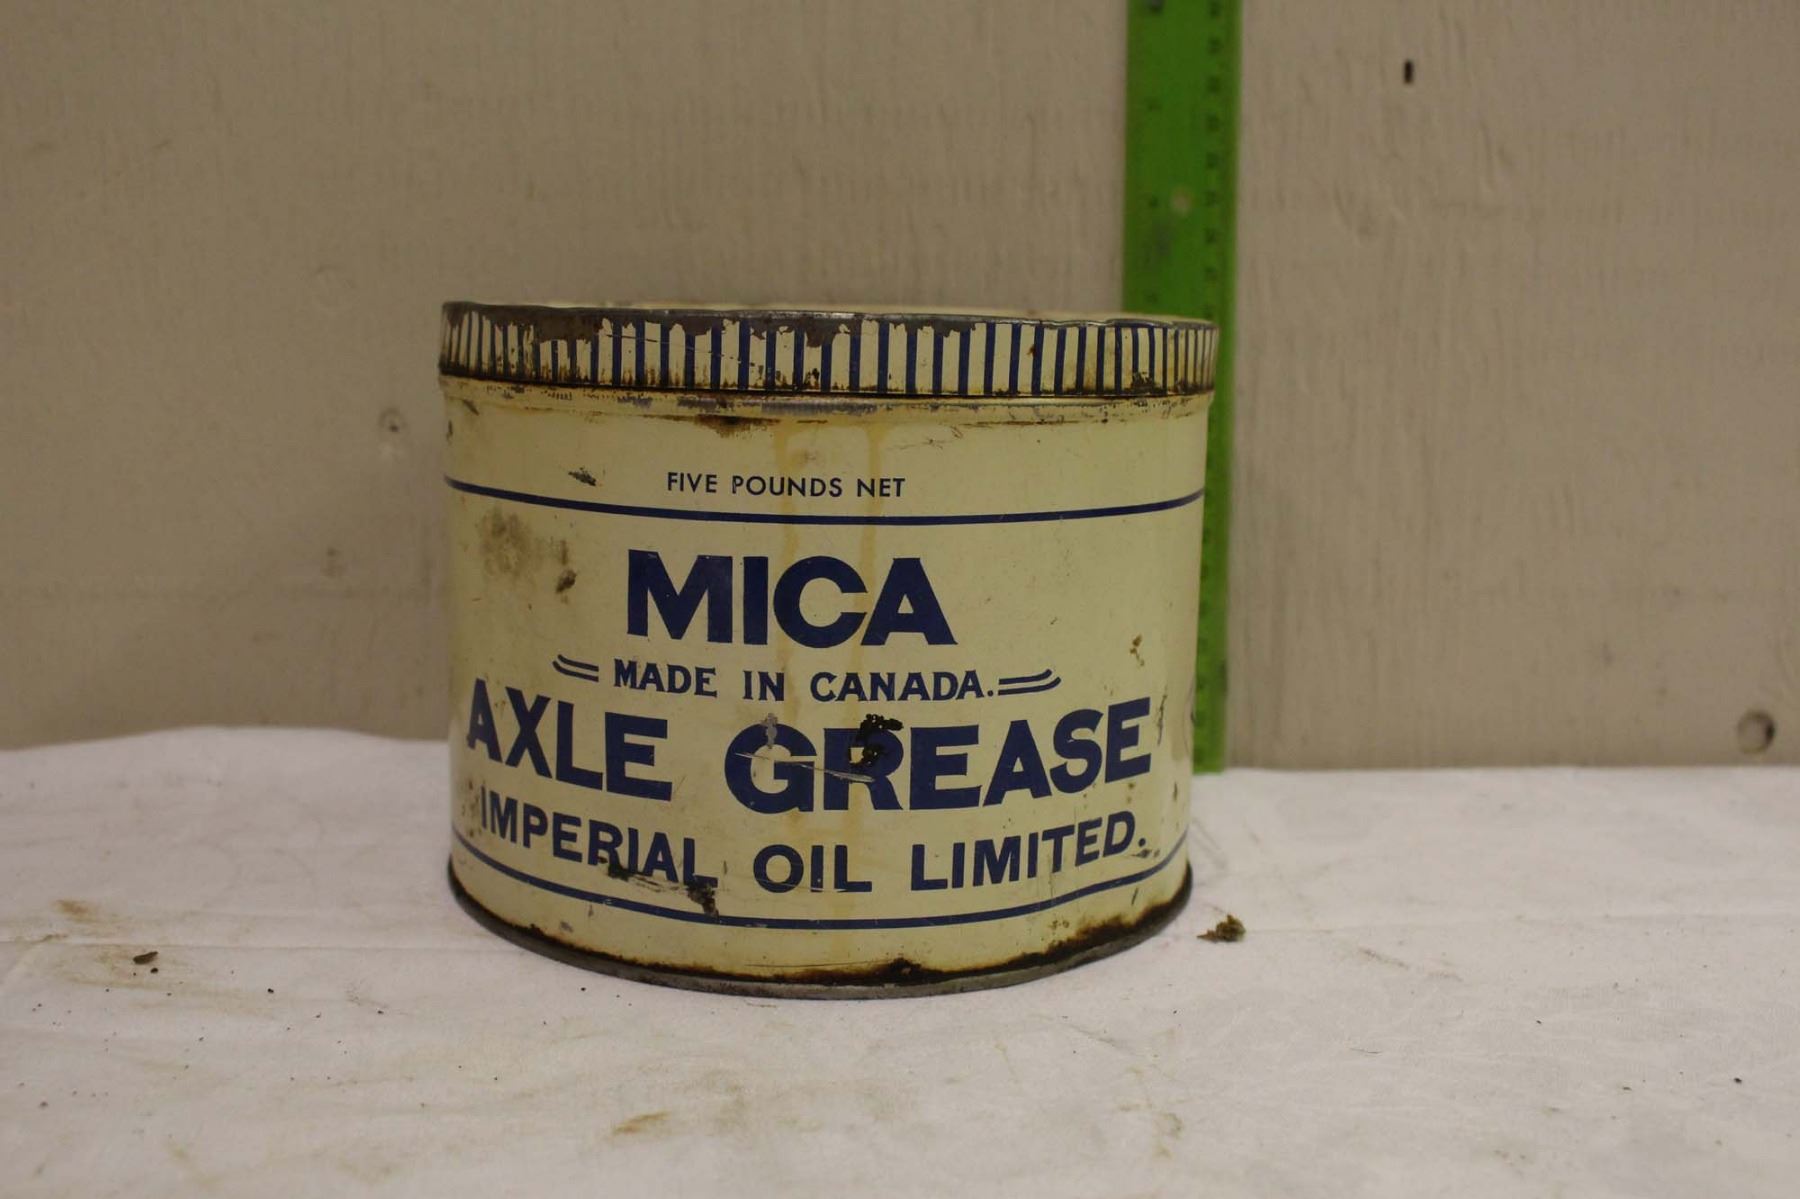 FIVE POUNDS NET
MICA
MADE IN CANADA.
AXLE GREASE
IMPERIAL OIL LIMITED.